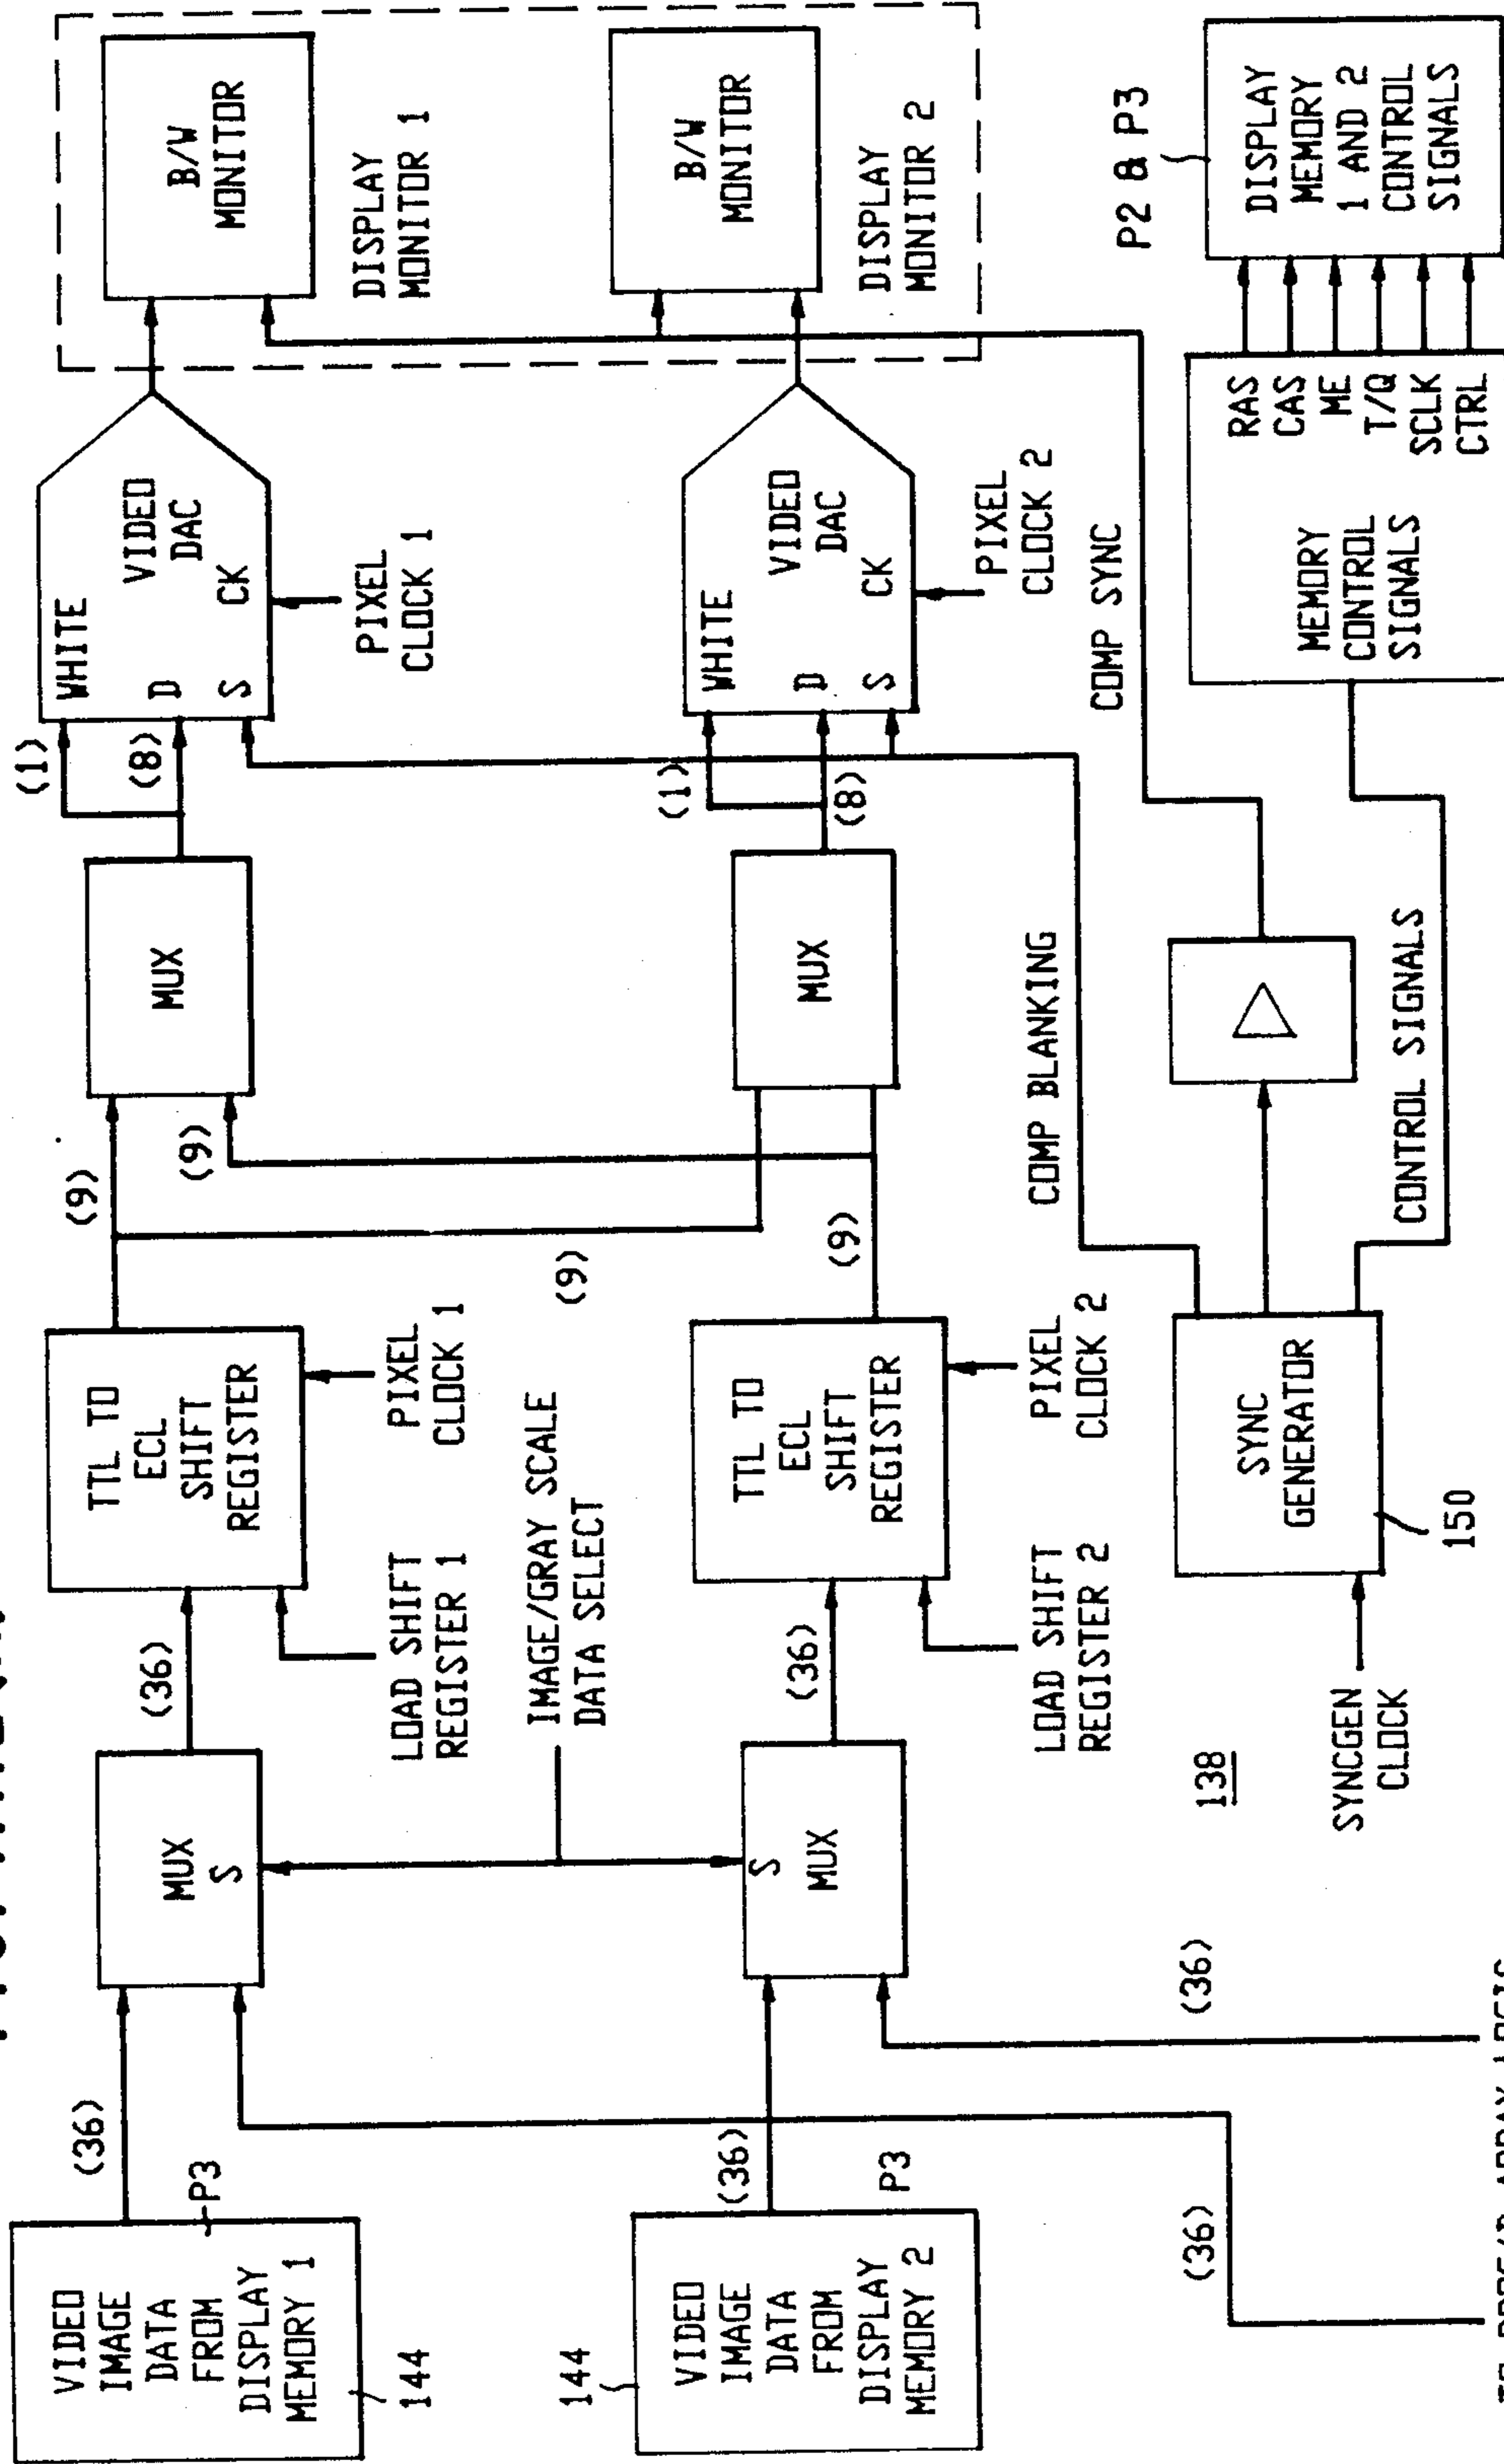 VIDEO
IMAGE
DATA
FROM
DISPLAY
MEMORY 1
144
P3
(36)
MUX
S
(36)
TTL TO
ECL
SHIFT
REGISTER
LOAD SHIFT
REGISTER 1
PIXEL
CLOCK 1
(9)
(9)
MUX
(1)
(8)
WHITE
D
S
VIDEO
DAC
CK
PIXEL
CLOCK 1
B/W
MONITOR
DISPLAY
MONITOR 1
IMAGE/GRAY SCALE
DATA SELECT
(9)
144
VIDEO
IMAGE
DATA
FROM
DISPLAY
MEMORY 2
(36)
P3
S
MUX
(36)
TTL TO
ECL
SHIFT
REGISTER
LOAD SHIFT
REGISTER 2
PIXEL
CLOCK 2
(9)
MUX
(1)
(8)
WHITE
D
S
VIDEO
DAC
CK
PIXEL
CLOCK 2
B/W
MONITOR
DISPLAY
MONITOR 2
(36)
(36)
138
SYNCGEN
CLOCK
SYNC
GENERATOR
150
COMP BLANKING
COMP SYNC
CONTROL SIGNALS
MEMORY
CONTROL
SIGNALS
RAS
CAS
ME
T/Q
SCLK
CTRL
P2 & P3
DISPLAY
MEMORY
1 AND 2
CONTROL
SIGNALS
ARRAY LOGIC